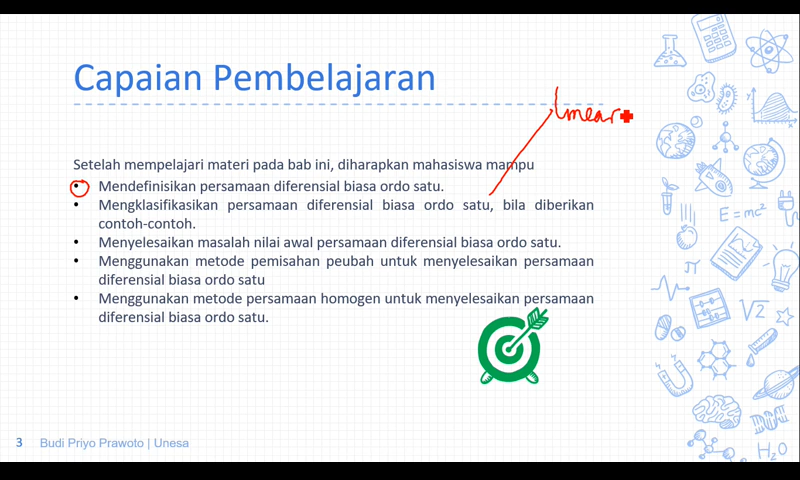 Capaian Pembelajaran
linear
Setelah mempelajari materi pada bab ini, diharapkan mahasiswa mampu
• Mendefinisikan persamaan diferensial biasa ordo satu.
• Mengklasifikasikan persamaan diferensial biasa ordo satu, bila diberikan
contoh-contoh.
• Menyelesaikan masalah nilai awal persamaan diferensial biasa ordo satu.
• Menggunakan metode pemisahan peubah untuk menyelesaikan persamaan
diferensial biasa ordo satu
• Menggunakan metode persamaan homogen untuk menyelesaikan persamaan
diferensial biasa ordo satu.
y
x
E=mc²
π
√2
H₂O
3 Budi Priyo Prawoto | Unesa